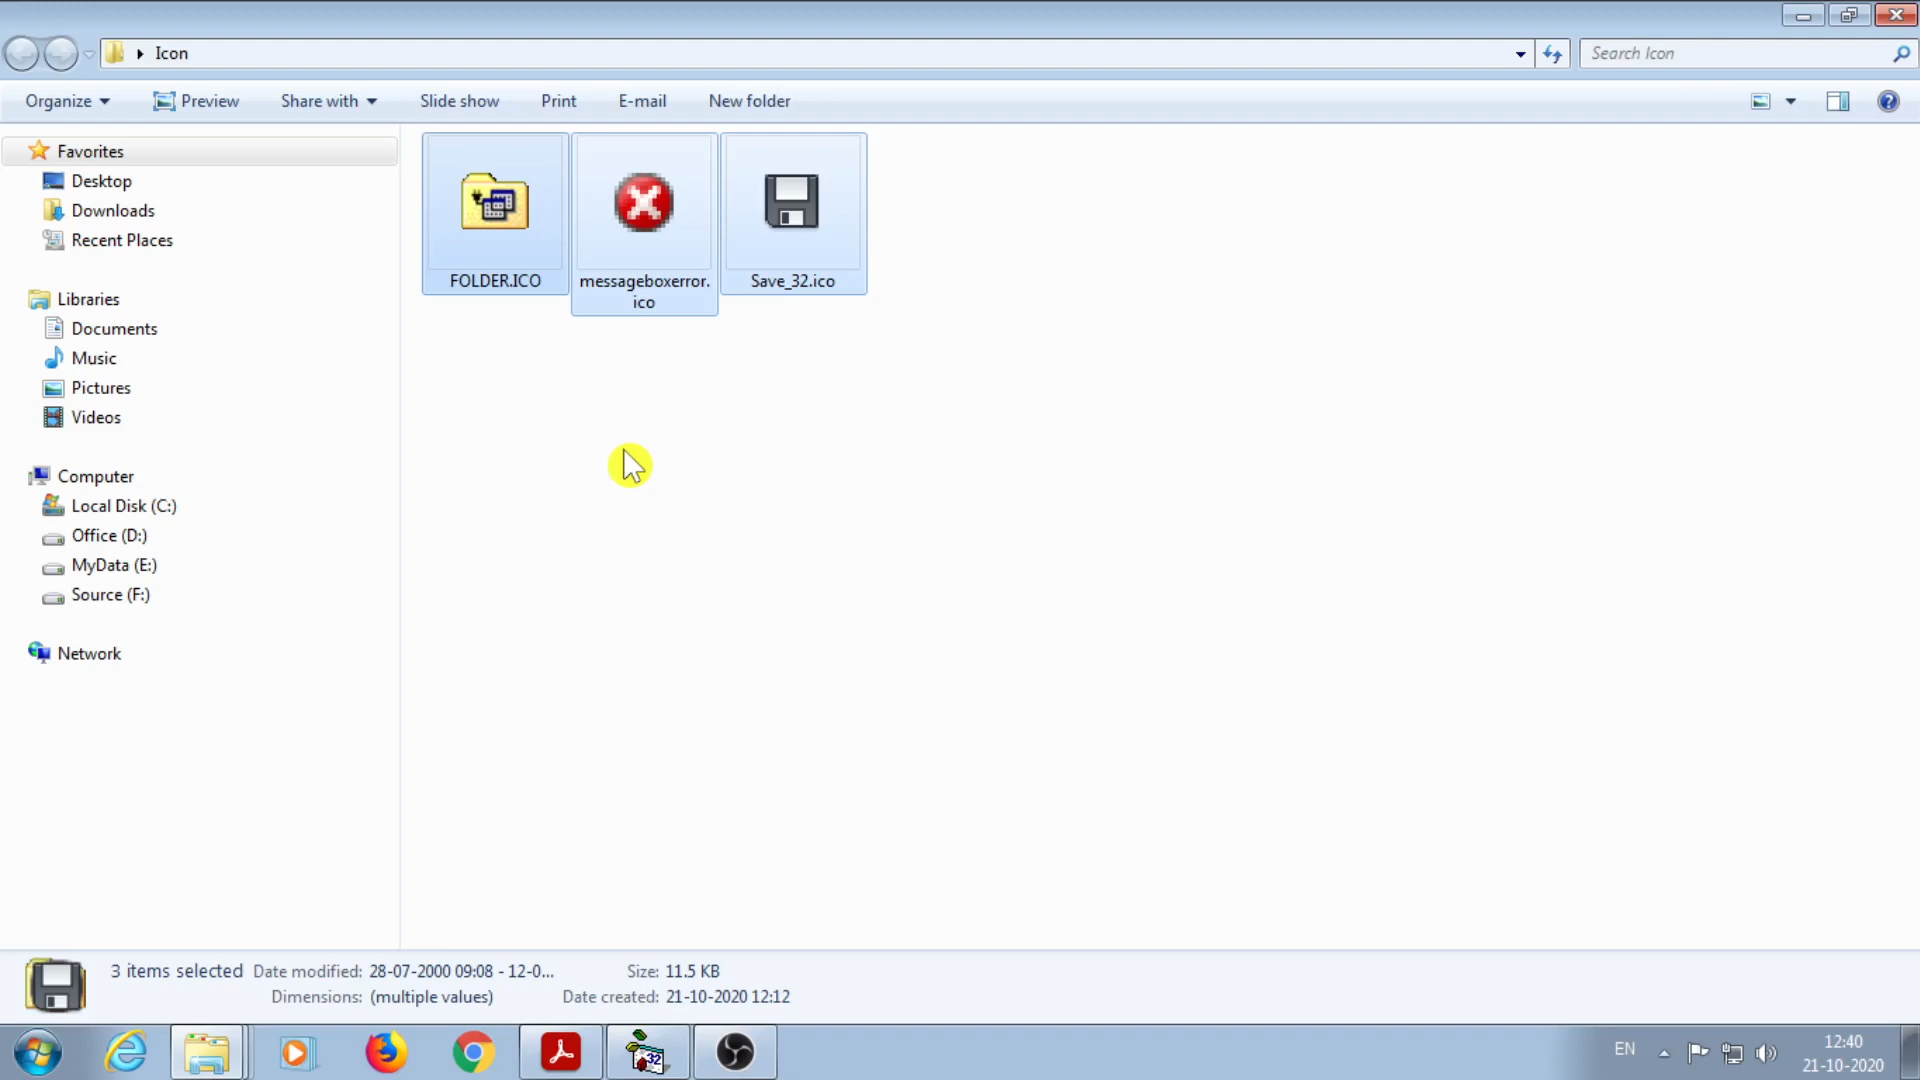 Icon
Search Icon
Organize
Preview
Share with
Slide show
Print
E-mail
New folder
Favorites
Desktop
Downloads
Recent Places
Libraries
Documents
Music
Pictures
Videos
Computer
Local Disk (C:)
Office (D:)
MyData (E:)
Source (F:)
Network
FOLDER.ICO
messageboxerror.
ico
Save_32.ico
3 items selected
Date modified: 28-07-2000 09:08 - 12-0...
Size: 11.5 KB
Dimensions: (multiple values)
Date created: 21-10-2020 12:12
32
EN
12:40
21-10-2020